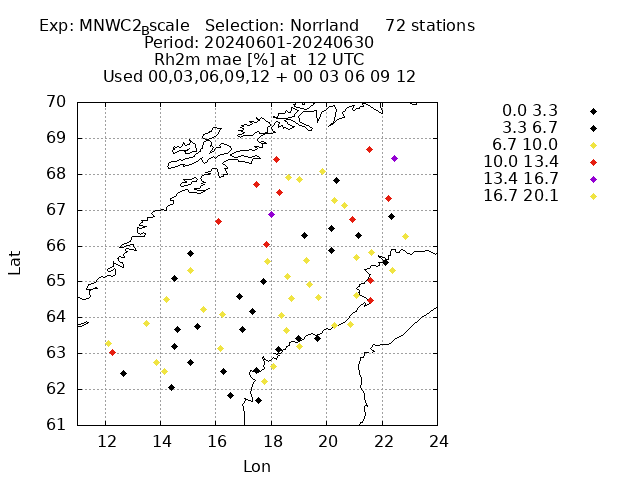 Exp: MNWC2Bscale   Selection: Norrland     72 stations
Period: 20240601-20240630
Rh2m mae [%] at  12 UTC
Used 00,03,06,09,12 + 00 03 06 09 12
0.0 3.3
3.3 6.7
6.7 10.0
10.0 13.4
13.4 16.7
16.7 20.1
70
69
68
67
66
65
64
63
62
61
Lat
12 14 16 18 20 22 24
Lon